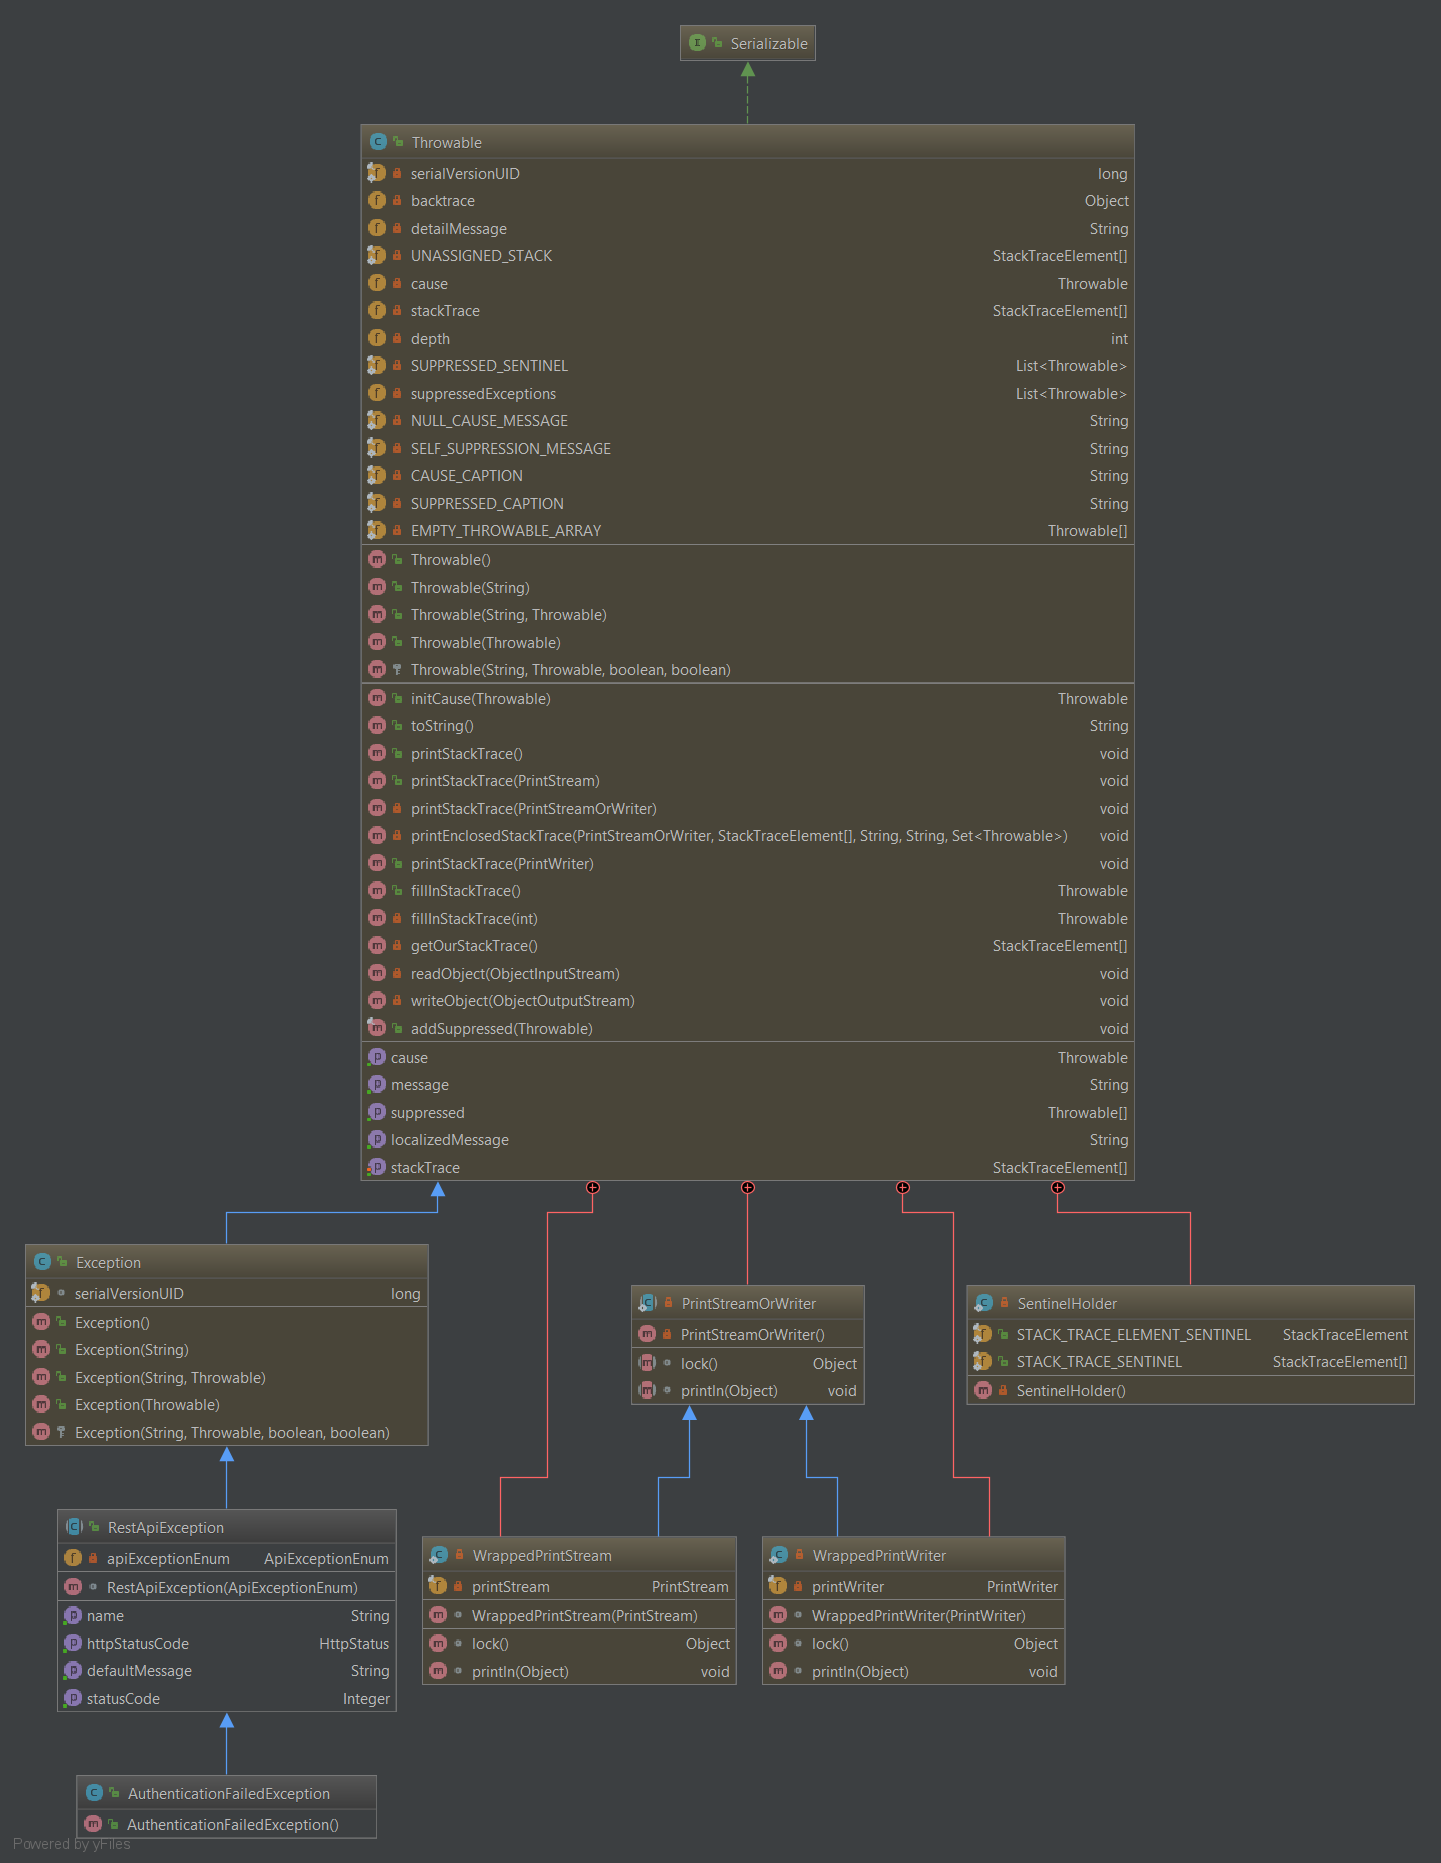 Serializable
Throwable
serialVersionUID long
backtrace Object
detailMessage String
UNASSIGNED_STACK StackTraceElement[]
cause Throwable
stackTrace StackTraceElement[]
depth int
SUPPRESSED_SENTINEL List<Throwable>
suppressedExceptions List<Throwable>
NULL_CAUSE_MESSAGE String
SELF_SUPPRESSION_MESSAGE String
CAUSE_CAPTION String
SUPPRESSED_CAPTION String
EMPTY_THROWABLE_ARRAY Throwable[]
Throwable()
Throwable(String)
Throwable(String, Throwable)
Throwable(Throwable)
Throwable(String, Throwable, boolean, boolean)
initCause(Throwable) Throwable
toString() String
printStackTrace() void
printStackTrace(PrintStream) void
printStackTrace(PrintStreamOrWriter) void
printEnclosedStackTrace(PrintStreamOrWriter, StackTraceElement[], String, String, Set<Throwable>) void
printStackTrace(PrintWriter) void
fillInStackTrace() Throwable
fillInStackTrace(int) Throwable
getOurStackTrace() StackTraceElement[]
readObject(ObjectInputStream) void
writeObject(ObjectOutputStream) void
addSuppressed(Throwable) void
cause Throwable
message String
suppressed Throwable[]
localizedMessage String
stackTrace StackTraceElement[]
Exception
serialVersionUID long
Exception()
Exception(String)
Exception(String, Throwable)
Exception(Throwable)
Exception(String, Throwable, boolean, boolean)
PrintStreamOrWriter
PrintStreamOrWriter()
lock() Object
println(Object) void
SentinelHolder
STACK_TRACE_ELEMENT_SENTINEL StackTraceElement
STACK_TRACE_SENTINEL StackTraceElement[]
SentinelHolder()
RestApiException
apiExceptionEnum ApiExceptionEnum
RestApiException(ApiExceptionEnum)
name String
httpStatusCode HttpStatus
defaultMessage String
statusCode Integer
WrappedPrintStream
printStream PrintStream
WrappedPrintStream(PrintStream)
lock() Object
println(Object) void
WrappedPrintWriter
printWriter PrintWriter
WrappedPrintWriter(PrintWriter)
lock() Object
println(Object) void
AuthenticationFailedException
AuthenticationFailedException()
Powered by yFiles